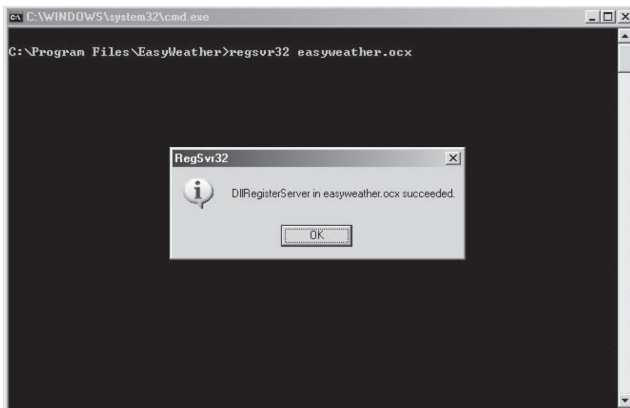 C:\WINDOWS\system32\cmd.exe
C:\Program Files\EasyWeather>regsvr32 easyweather.ocx
RegSvr32
DllRegisterServer in easyweather.ocx succeeded.
OK